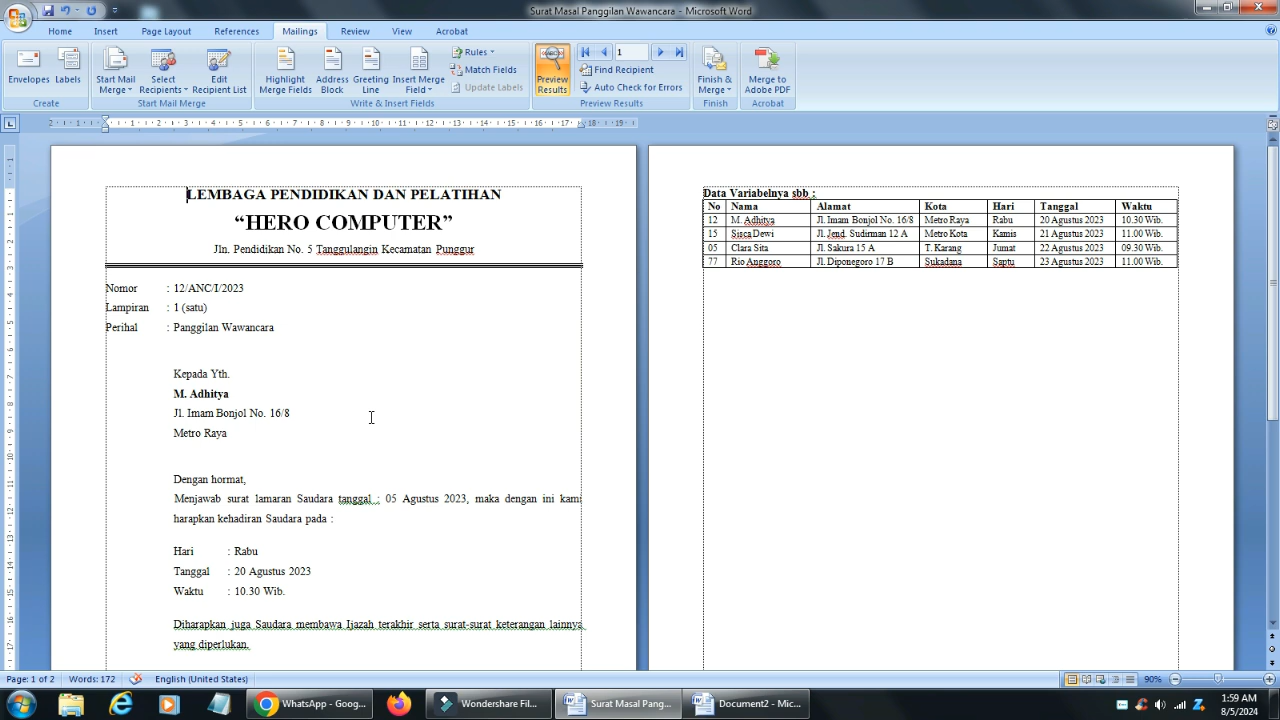 Surat Masal Panggilan Wawancara - Microsoft Word
Home Insert Page Layout References Mailings Review View Acrobat
Envelopes Labels
Create
Start Mail Merge Select Recipients Edit Recipient List
Start Mail Merge
Highlight Merge Fields Address Block Greeting Line Insert Merge Field
Rules
Match Fields
Update Labels
Write & Insert Fields
ABC
Preview Results
1
Find Recipient
Auto Check for Errors
Preview Results
Finish & Merge
Finish
Merge to Adobe PDF
Acrobat
LEMBAGA PENDIDIKAN DAN PELATIHAN
“HERO COMPUTER”
Jln. Pendidikan No. 5 Tanggulangin Kecamatan Punggur
Nomor : 12/ANC/I/2023
Lampiran : 1 (satu)
Perihal : Panggilan Wawancara
Kepada Yth.
M. Adhitya
Jl. Imam Bonjol No. 16/8
Metro Raya
Dengan hormat,
Menjawab surat lamaran Saudara tanggal : 05 Agustus 2023, maka dengan ini kami
harapkan kehadiran Saudara pada :
Hari : Rabu
Tanggal : 20 Agustus 2023
Waktu : 10.30 Wib.
Diharapkan juga Saudara membawa Ijazah terakhir serta surat-surat keterangan lainnya
yang diperlukan.
Data Variabelnya sbb :
No Nama Alamat Kota Hari Tanggal Waktu
12 M. Adhitya Jl. Imam Bonjol No. 16/8 Metro Raya Rabu 20 Agustus 2023 10.30 Wib.
15 Sisca Dewi Jl. Jend. Sudirman 12 A Metro Kota Kamis 21 Agustus 2023 11.00 Wib.
05 Clara Sita Jl. Sakura 15 A T. Karang Jumat 22 Agustus 2023 09.30 Wib.
77 Rio Anggoro Jl. Diponegoro 17 B Sukadana Saptu 23 Agustus 2023 11.00 Wib.
Page: 1 of 2 Words: 172 English (United States) 90%
WhatsApp - Goog... Wondershare Fil... Surat Masal Pang... Document2 - Mic...
1:59 AM
8/5/2024